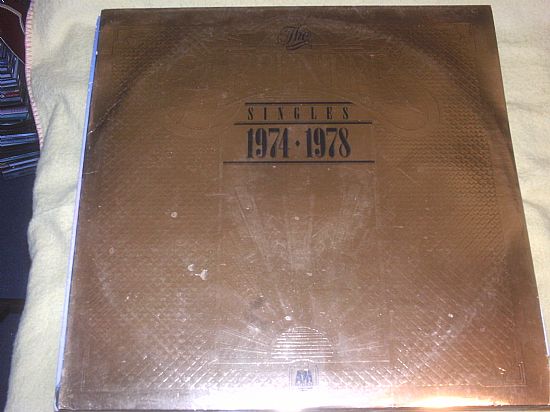 The
SINGLES
1974 · 1978
A&M